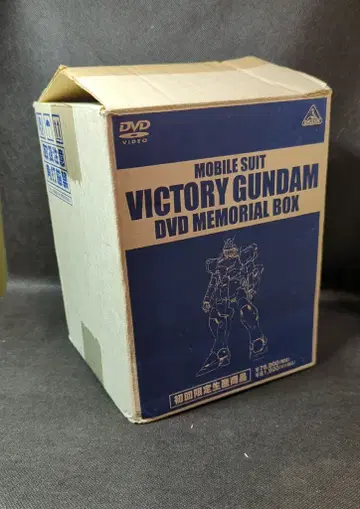 DVD
VIDEO
MOBILE SUIT
VICTORY GUNDAM
DVD MEMORIAL BOX
初回限定生産商品